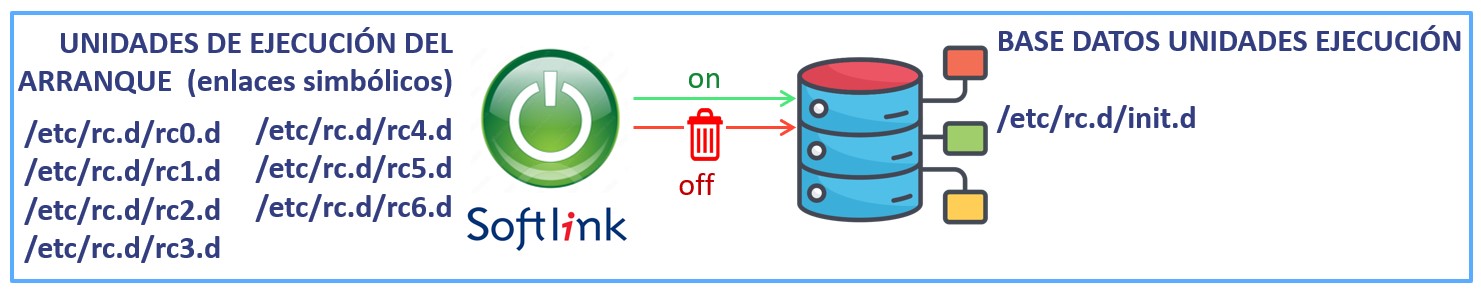 UNIDADES DE EJECUCIÓN DEL
ARRANQUE (enlaces simbólicos)
/etc/rc.d/rc0.d
/etc/rc.d/rc1.d
/etc/rc.d/rc2.d
/etc/rc.d/rc3.d
/etc/rc.d/rc4.d
/etc/rc.d/rc5.d
/etc/rc.d/rc6.d
Softlink
on
off
BASE DATOS UNIDADES EJECUCIÓN
/etc/rc.d/init.d